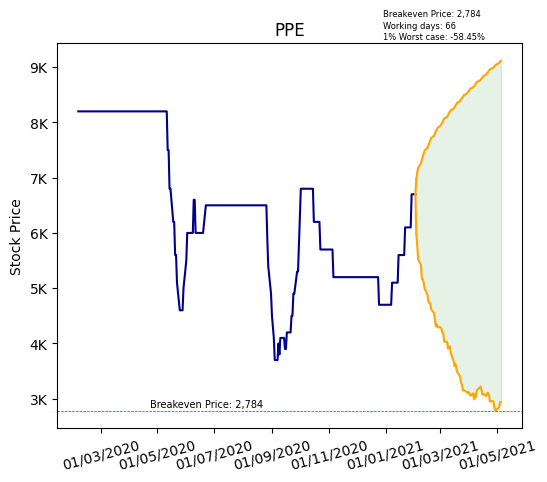 Breakeven Price: 2,784
Working days: 66
1% Worst case: -58.45%
PPE
Stock Price
9K
8K
7K
6K
5K
4K
3K
Breakeven Price: 2,784
01/03/2020
01/05/2020
01/07/2020
01/09/2020
01/11/2020
01/01/2021
01/03/2021
01/05/2021